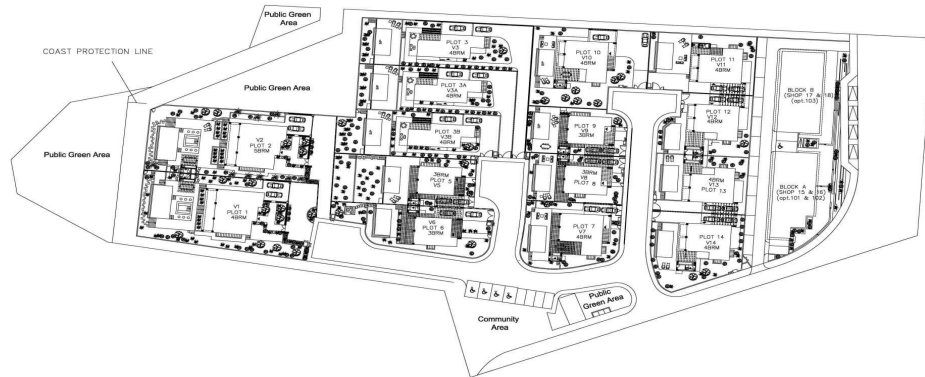 Public Green
Area
COAST PROTECTION LINE
Public Green Area
Public Green Area
PLOT 3
V3
4BRM
PLOT 3A
V3A
4BRM
PLOT 3B
V3B
4BRM
V2
PLOT 2
5BRM
V1
PLOT 1
4BRM
3BRM
PLOT 5
V5
V6
PLOT 6
3BRM
PLOT 10
V10
4BRM
PLOT 9
V9
3BRM
3BRM
V8
PLOT 8
PLOT 7
V7
4BRM
PLOT 11
V11
4BRM
PLOT 12
V12
4BRM
4BRM
V13
PLOT 13
PLOT 14
V14
4BRM
BLOCK B
(SHOP 17 & 18)
(opt.103)
BLOCK A
(SHOP 15 & 16)
(opt.101 & 102)
Community
Area
Public
Green Area